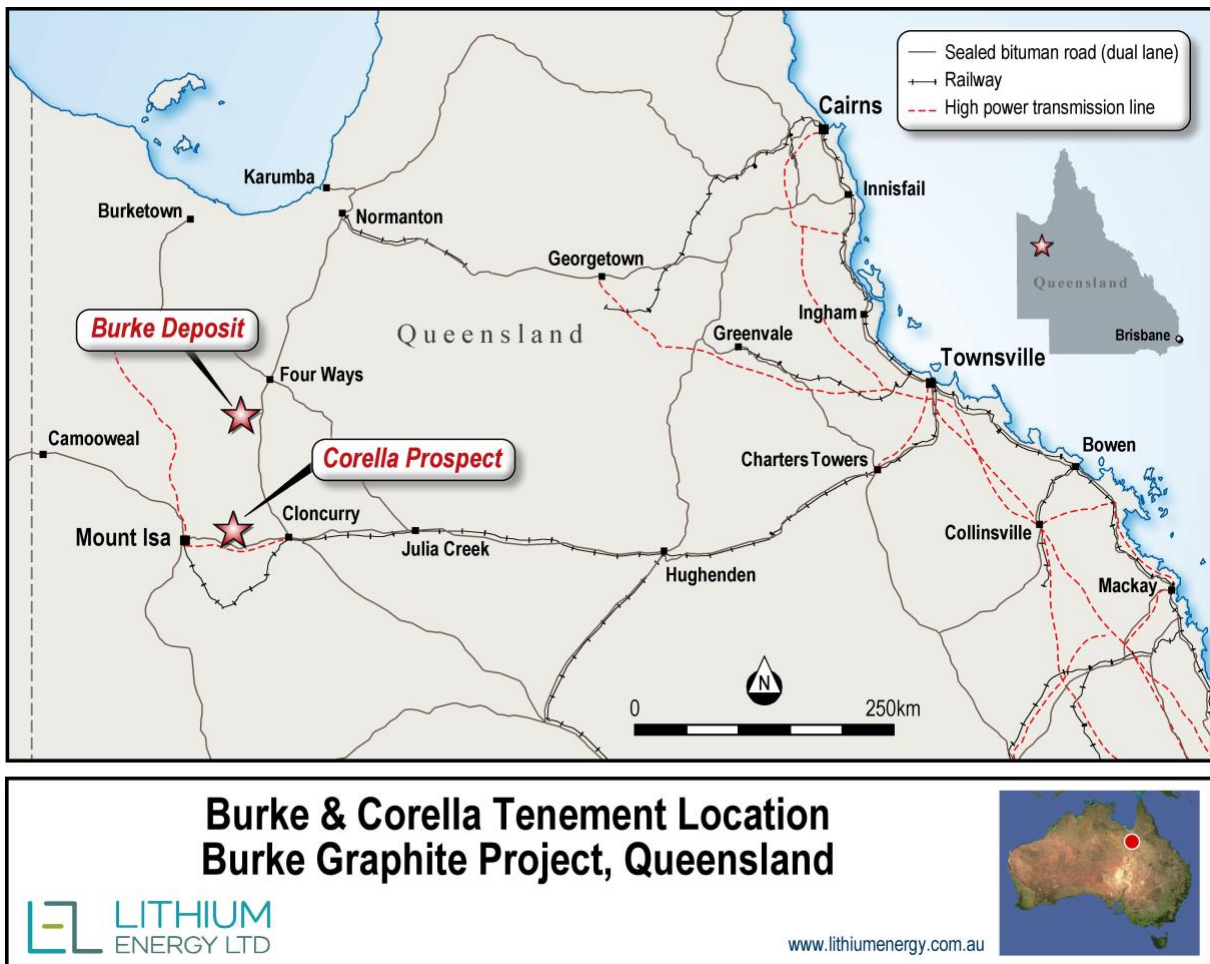 Sealed bituman road (dual lane)
Railway
High power transmission line
Cairns
Karumba
Innisfail
Burketown
Normanton
Georgetown
Queensland
Brisbane
Queensland
Ingham
Greenvale
Burke Deposit
Four Ways
Townsville
Camooweal
Corella Prospect
Charters Towers
Bowen
Mount Isa
Cloncurry
Julia Creek
Collinsville
Hughenden
Mackay
N
0 250km
Burke & Corella Tenement Location
Burke Graphite Project, Queensland
LEL
LITHIUM
ENERGY LTD
www.lithiumenergy.com.au